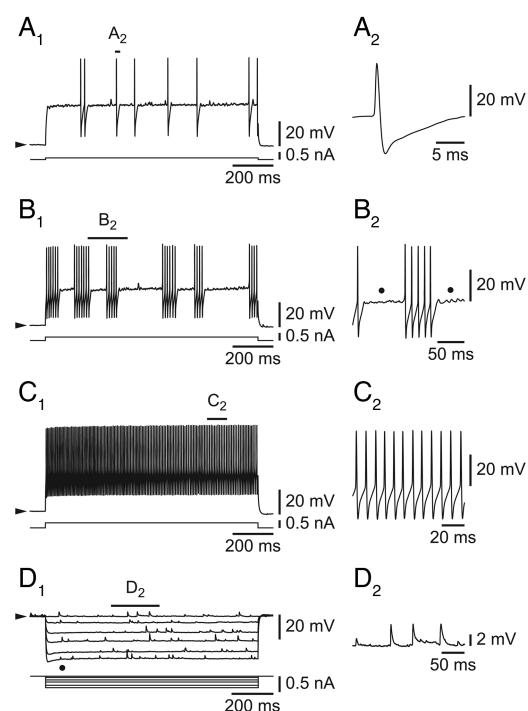 A1 A2 A2
20 mV
20 mV
0.5 nA
5 ms
200 ms
B1 B2 B2
20 mV
20 mV
0.5 nA
50 ms
200 ms
C1 C2 C2
20 mV
20 mV
0.5 nA
20 ms
200 ms
D1 D2 D2
20 mV
2 mV
50 ms
0.5 nA
200 ms